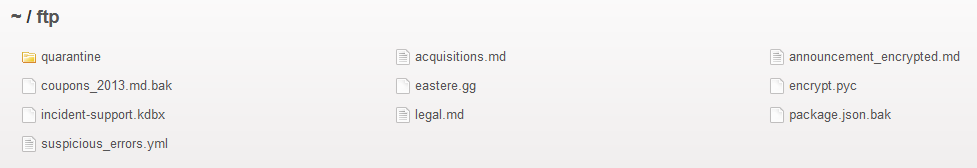 ~ / ftp
quarantine
acquisitions.md
announcement_encrypted.md
coupons_2013.md.bak
eastere.gg
encrypt.pyc
incident-support.kdbx
legal.md
package.json.bak
suspicious_errors.yml